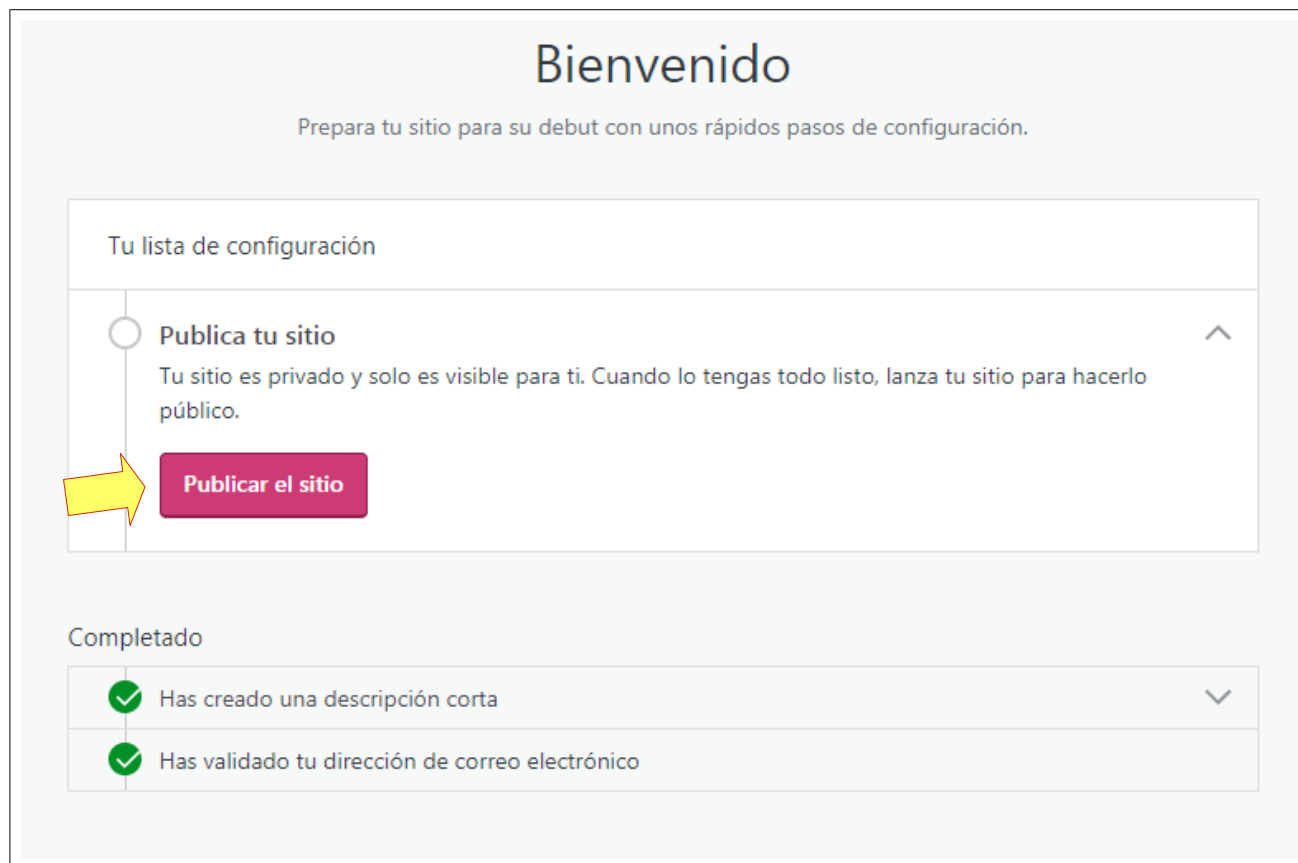 Bienvenido
Prepara tu sitio para su debut con unos rápidos pasos de configuración.
Tu lista de configuración
Publica tu sitio
Tu sitio es privado y solo es visible para ti. Cuando lo tengas todo listo, lanza tu sitio para hacerlo
público.
Publicar el sitio
Completado
Has creado una descripción corta
Has validado tu dirección de correo electrónico